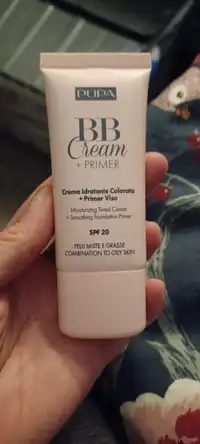 PUPA
BB
Cream
+ PRIMER
Crema Idratante Colorata
+ Primer Viso
Moisturizing Tinted Cream
+ Smoothing Foundation Primer
SPF 20
PELLI MISTE E GRASSE
COMBINATION TO OILY SKIN